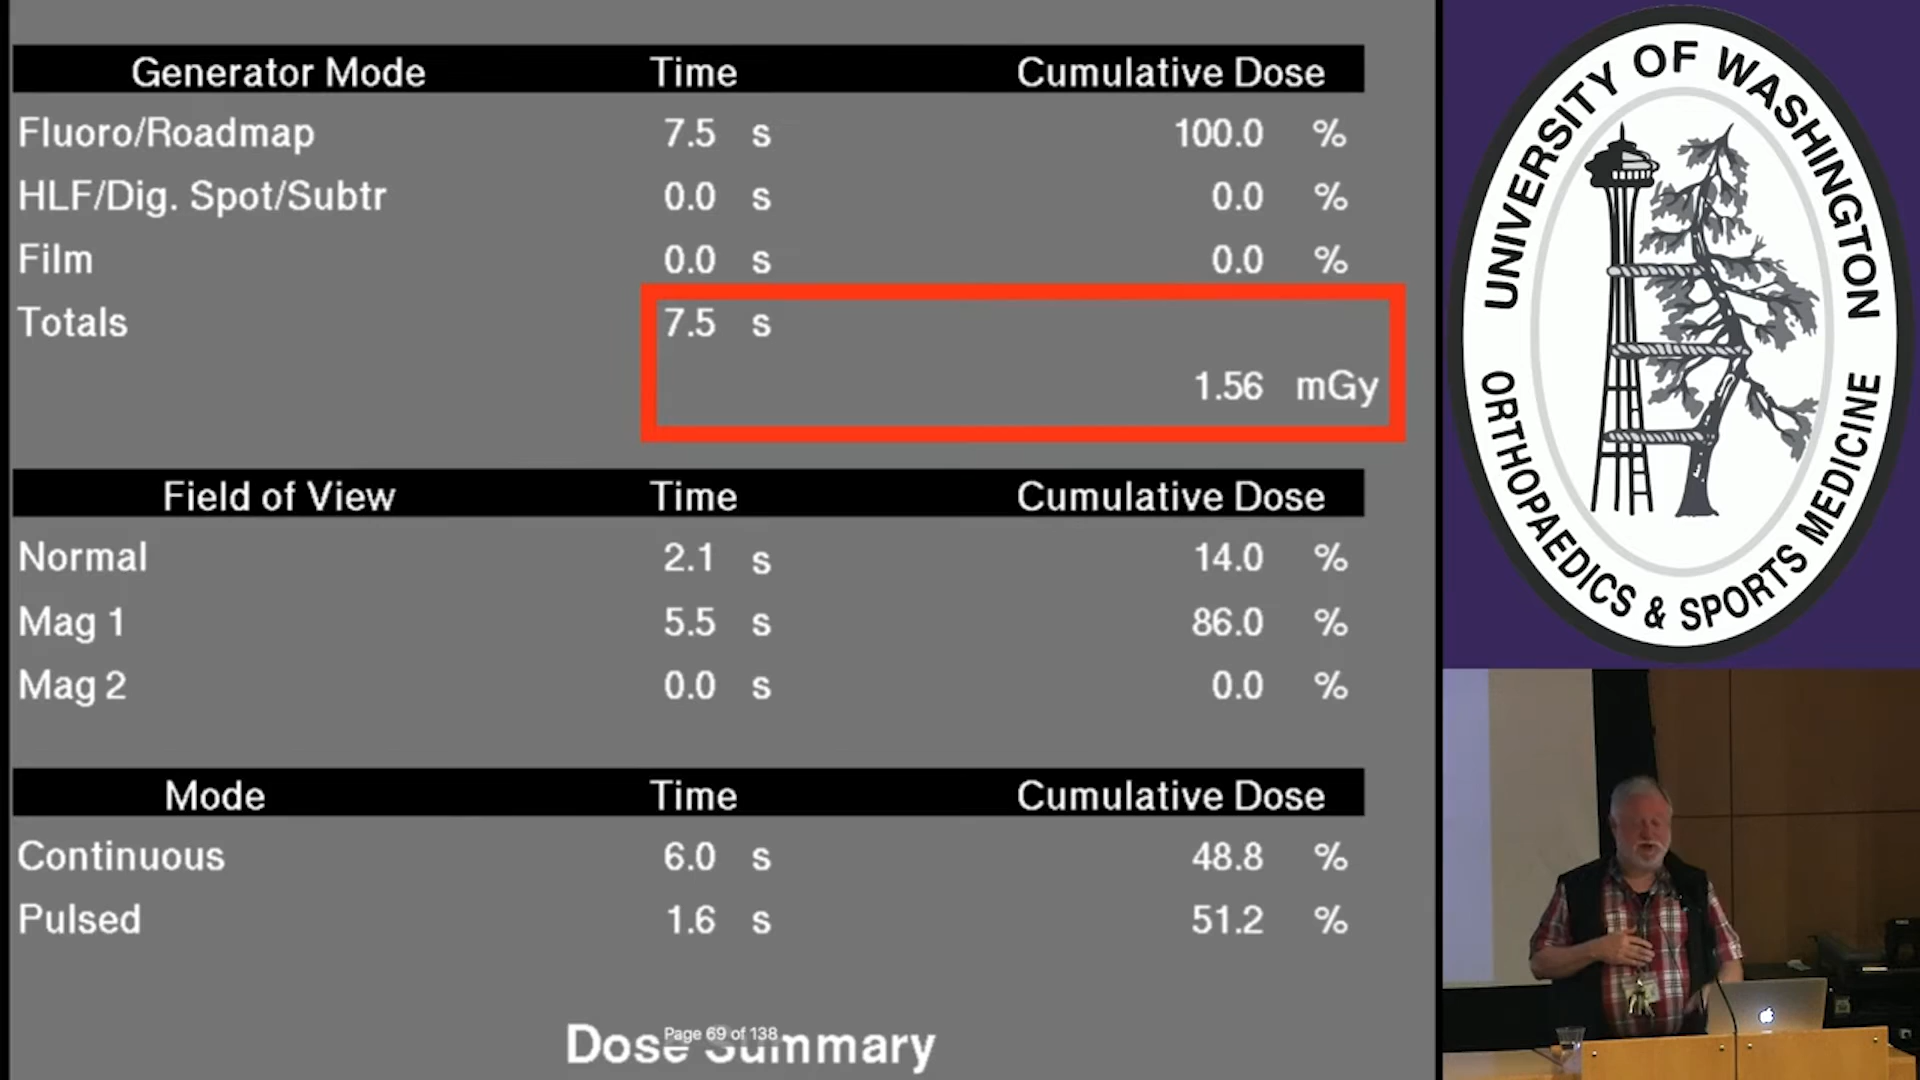 Generator Mode Time Cumulative Dose
Fluoro/Roadmap 7.5 s 100.0 %
HLF/Dig. Spot/Subtr 0.0 s 0.0 %
Film 0.0 s 0.0 %
Totals 7.5 s
1.56 mGy
Field of View Time Cumulative Dose
Normal 2.1 s 14.0 %
Mag 1 5.5 s 86.0 %
Mag 2 0.0 s 0.0 %
Mode Time Cumulative Dose
Continuous 6.0 s 48.8 %
Pulsed 1.6 s 51.2 %
Dose Summary
Page 69 of 138
UNIVERSITY OF WASHINGTON
ORTHOPAEDICS & SPORTS MEDICINE